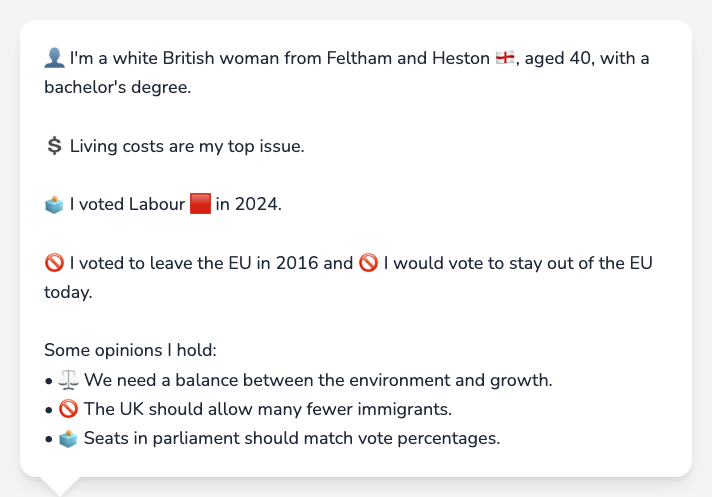 👤 I'm a white British woman from Feltham and Heston 🏴󠁧󠁢󠁥󠁮󠁧󠁿, aged 40, with a
bachelor's degree.
💲 Living costs are my top issue.
🗳️ I voted Labour 🟥 in 2024.
🚫 I voted to leave the EU in 2016 and 🚫 I would vote to stay out of the EU
today.
Some opinions I hold:
• ⚖️ We need a balance between the environment and growth.
• 🚫 The UK should allow many fewer immigrants.
• 🗳️ Seats in parliament should match vote percentages.